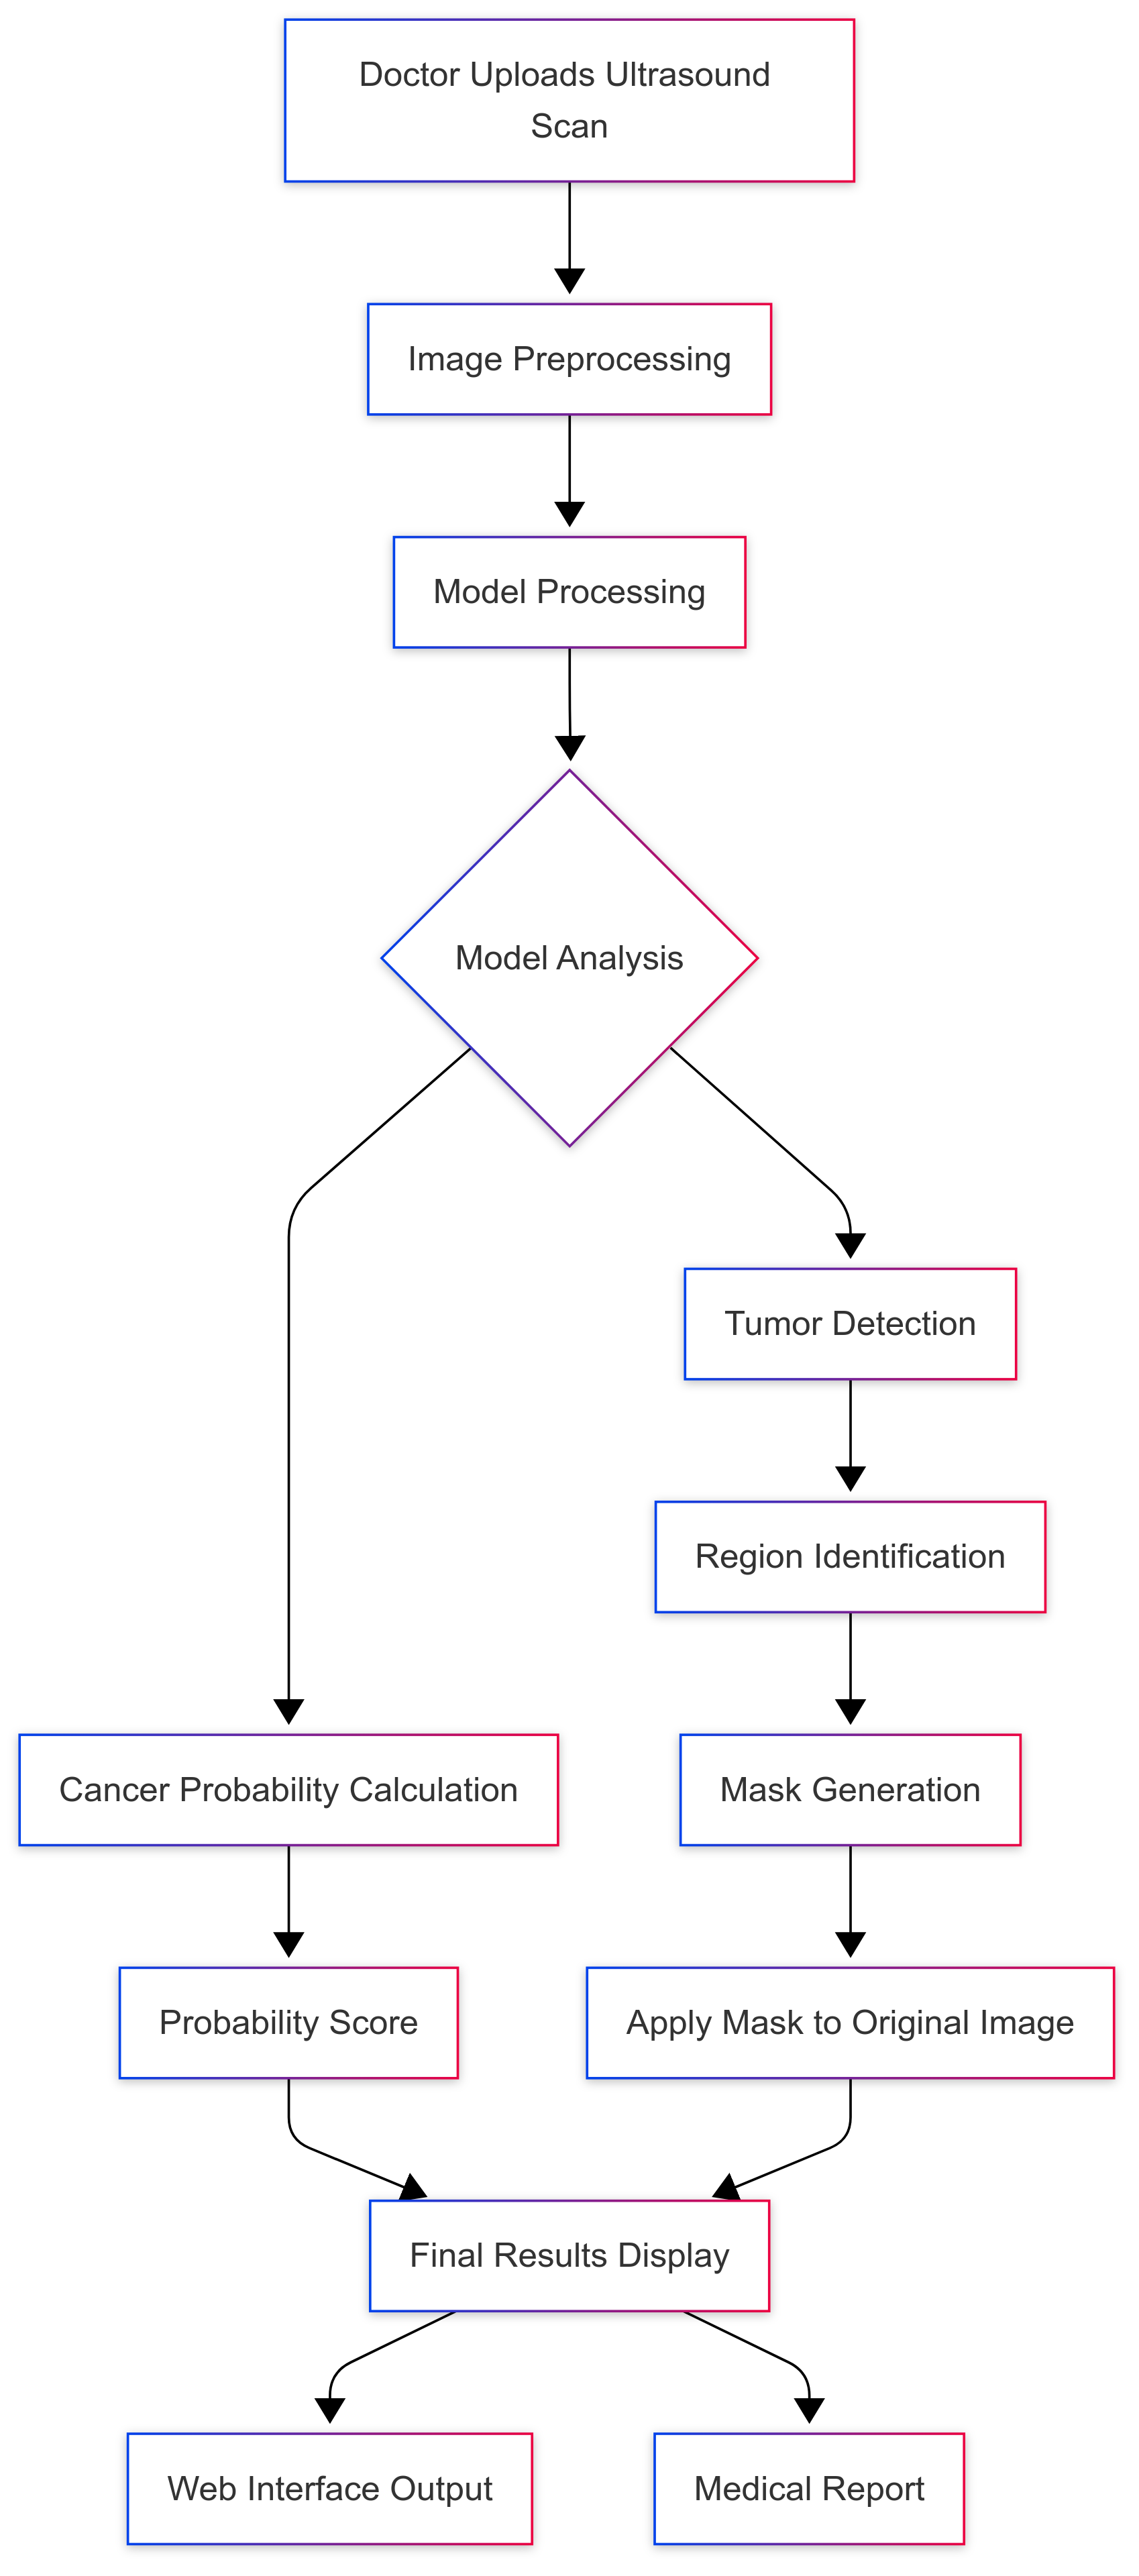 Doctor Uploads Ultrasound
Scan
Image Preprocessing
Model Processing
Model Analysis
Tumor Detection
Region Identification
Cancer Probability Calculation
Mask Generation
Probability Score
Apply Mask to Original Image
Final Results Display
Web Interface Output
Medical Report